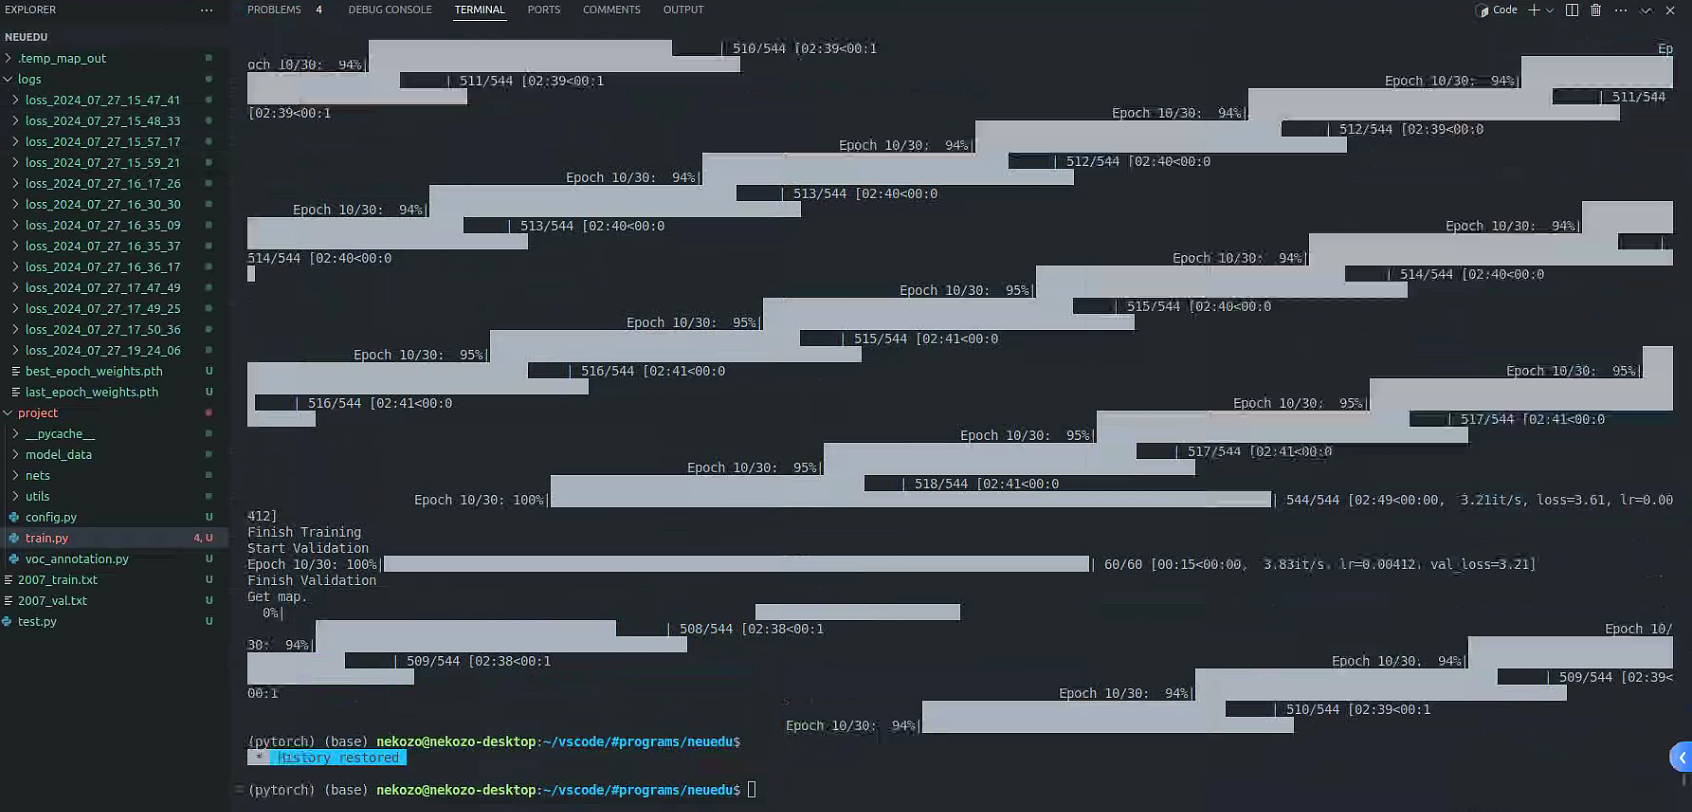 EXPLORER
NEUEDU
.temp_map_out
logs
loss_2024_07_27_15_47_41
loss_2024_07_27_15_48_33
loss_2024_07_27_15_57_17
loss_2024_07_27_15_59_21
loss_2024_07_27_16_17_26
loss_2024_07_27_16_30_30
loss_2024_07_27_16_35_09
loss_2024_07_27_16_35_37
loss_2024_07_27_16_36_17
loss_2024_07_27_17_47_49
loss_2024_07_27_17_49_25
loss_2024_07_27_17_50_36
loss_2024_07_27_19_24_06
best_epoch_weights.pth U
last_epoch_weights.pth U
project
__pycache__
model_data
nets
utils
config.py U
train.py 4, U
voc_annotation.py U
2007_train.txt U
2007_val.txt U
test.py U
PROBLEMS 4 DEBUG CONSOLE TERMINAL PORTS COMMENTS OUTPUT Code
| 510/544 [02:39<00:1 Ep
och 10/30: 94%|
| 511/544 [02:39<00:1 Epoch 10/30: 94%|
| 511/544
[02:39<00:1 Epoch 10/30: 94%|
| 512/544 [02:39<00:0
Epoch 10/30: 94%|
| 512/544 [02:40<00:0
Epoch 10/30: 94%|
| 513/544 [02:40<00:0
Epoch 10/30: 94%|
| 513/544 [02:40<00:0 Epoch 10/30: 94%|
|
514/544 [02:40<00:0 Epoch 10/30: 94%|
| 514/544 [02:40<00:0
Epoch 10/30: 95%|
| 515/544 [02:40<00:0
Epoch 10/30: 95%|
| 515/544 [02:41<00:0
Epoch 10/30: 95%|
| 516/544 [02:41<00:0 Epoch 10/30: 95%|
| 516/544 [02:41<00:0 Epoch 10/30: 95%|
| 517/544 [02:41<00:0
Epoch 10/30: 95%|
| 517/544 [02:41<00:0
Epoch 10/30: 95%|
| 518/544 [02:41<00:0
Epoch 10/30: 100%| | 544/544 [02:49<00:00, 3.21it/s, loss=3.61, lr=0.00
412]
Finish Training
Start Validation
Epoch 10/30: 100%| | 60/60 [00:15<00:00, 3.83it/s, lr=0.00412, val_loss=3.21]
Finish Validation
Get map.
0%|
| 508/544 [02:38<00:1 Epoch 10/
30: 94%|
| 509/544 [02:38<00:1 Epoch 10/30: 94%|
| 509/544 [02:39<
00:1 Epoch 10/30: 94%|
| 510/544 [02:39<00:1
Epoch 10/30: 94%|
(pytorch) (base) nekozo@nekozo-desktop:~/vscode/#programs/neuedu$
* History restored
(pytorch) (base) nekozo@nekozo-desktop:~/vscode/#programs/neuedu$